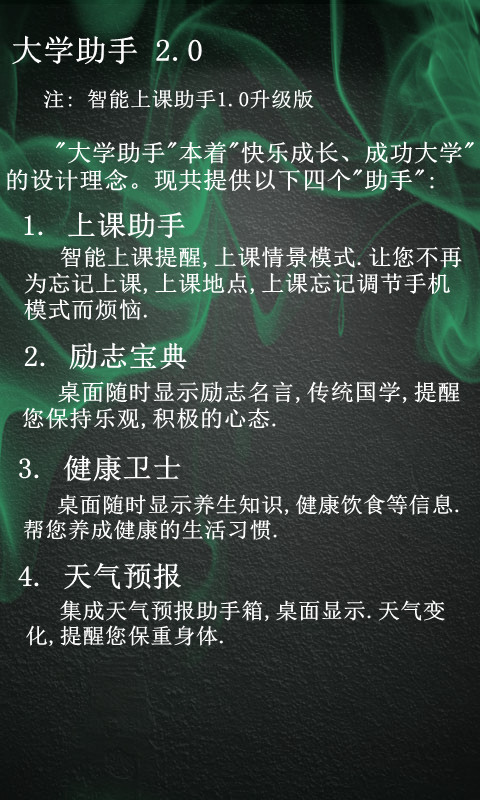 大学助手 2.0
注: 智能上课助手1.0升级版
"大学助手"本着"快乐成长、成功大学"
的设计理念。现共提供以下四个"助手":
1. 上课助手
智能上课提醒,上课情景模式.让您不再
为忘记上课,上课地点,上课忘记调节手机
模式而烦恼.
2. 励志宝典
桌面随时显示励志名言,传统国学,提醒
您保持乐观,积极的心态.
3. 健康卫士
桌面随时显示养生知识,健康饮食等信息.
帮您养成健康的生活习惯.
4. 天气预报
集成天气预报助手箱,桌面显示.天气变
化,提醒您保重身体.